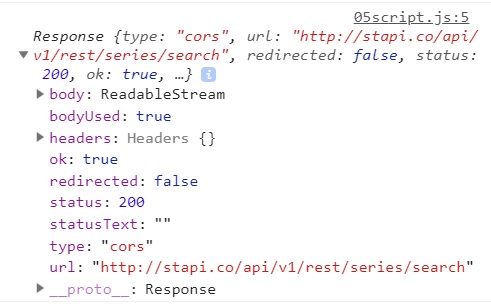 05script.js:5
Response {type: "cors", url: "http://stapi.co/api/
v1/rest/series/search", redirected: false, status:
200, ok: true, …} i
body: ReadableStream
bodyUsed: true
headers: Headers {}
ok: true
redirected: false
status: 200
statusText: ""
type: "cors"
url: "http://stapi.co/api/v1/rest/series/search"
__proto__: Response